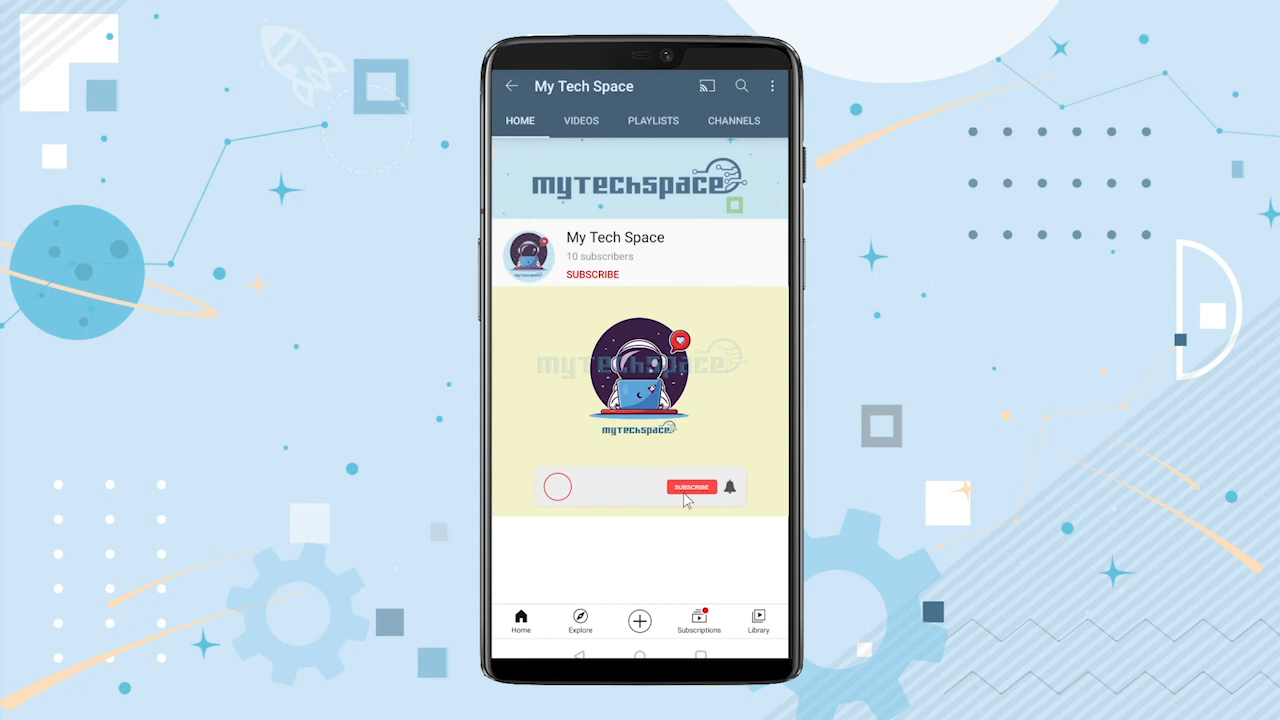 My Tech Space
HOME VIDEOS PLAYLISTS CHANNELS
mytechspace
My Tech Space
10 subscribers
SUBSCRIBE
mytechspace
mytechspace
SUBSCRIBE
Home Explore Subscriptions Library